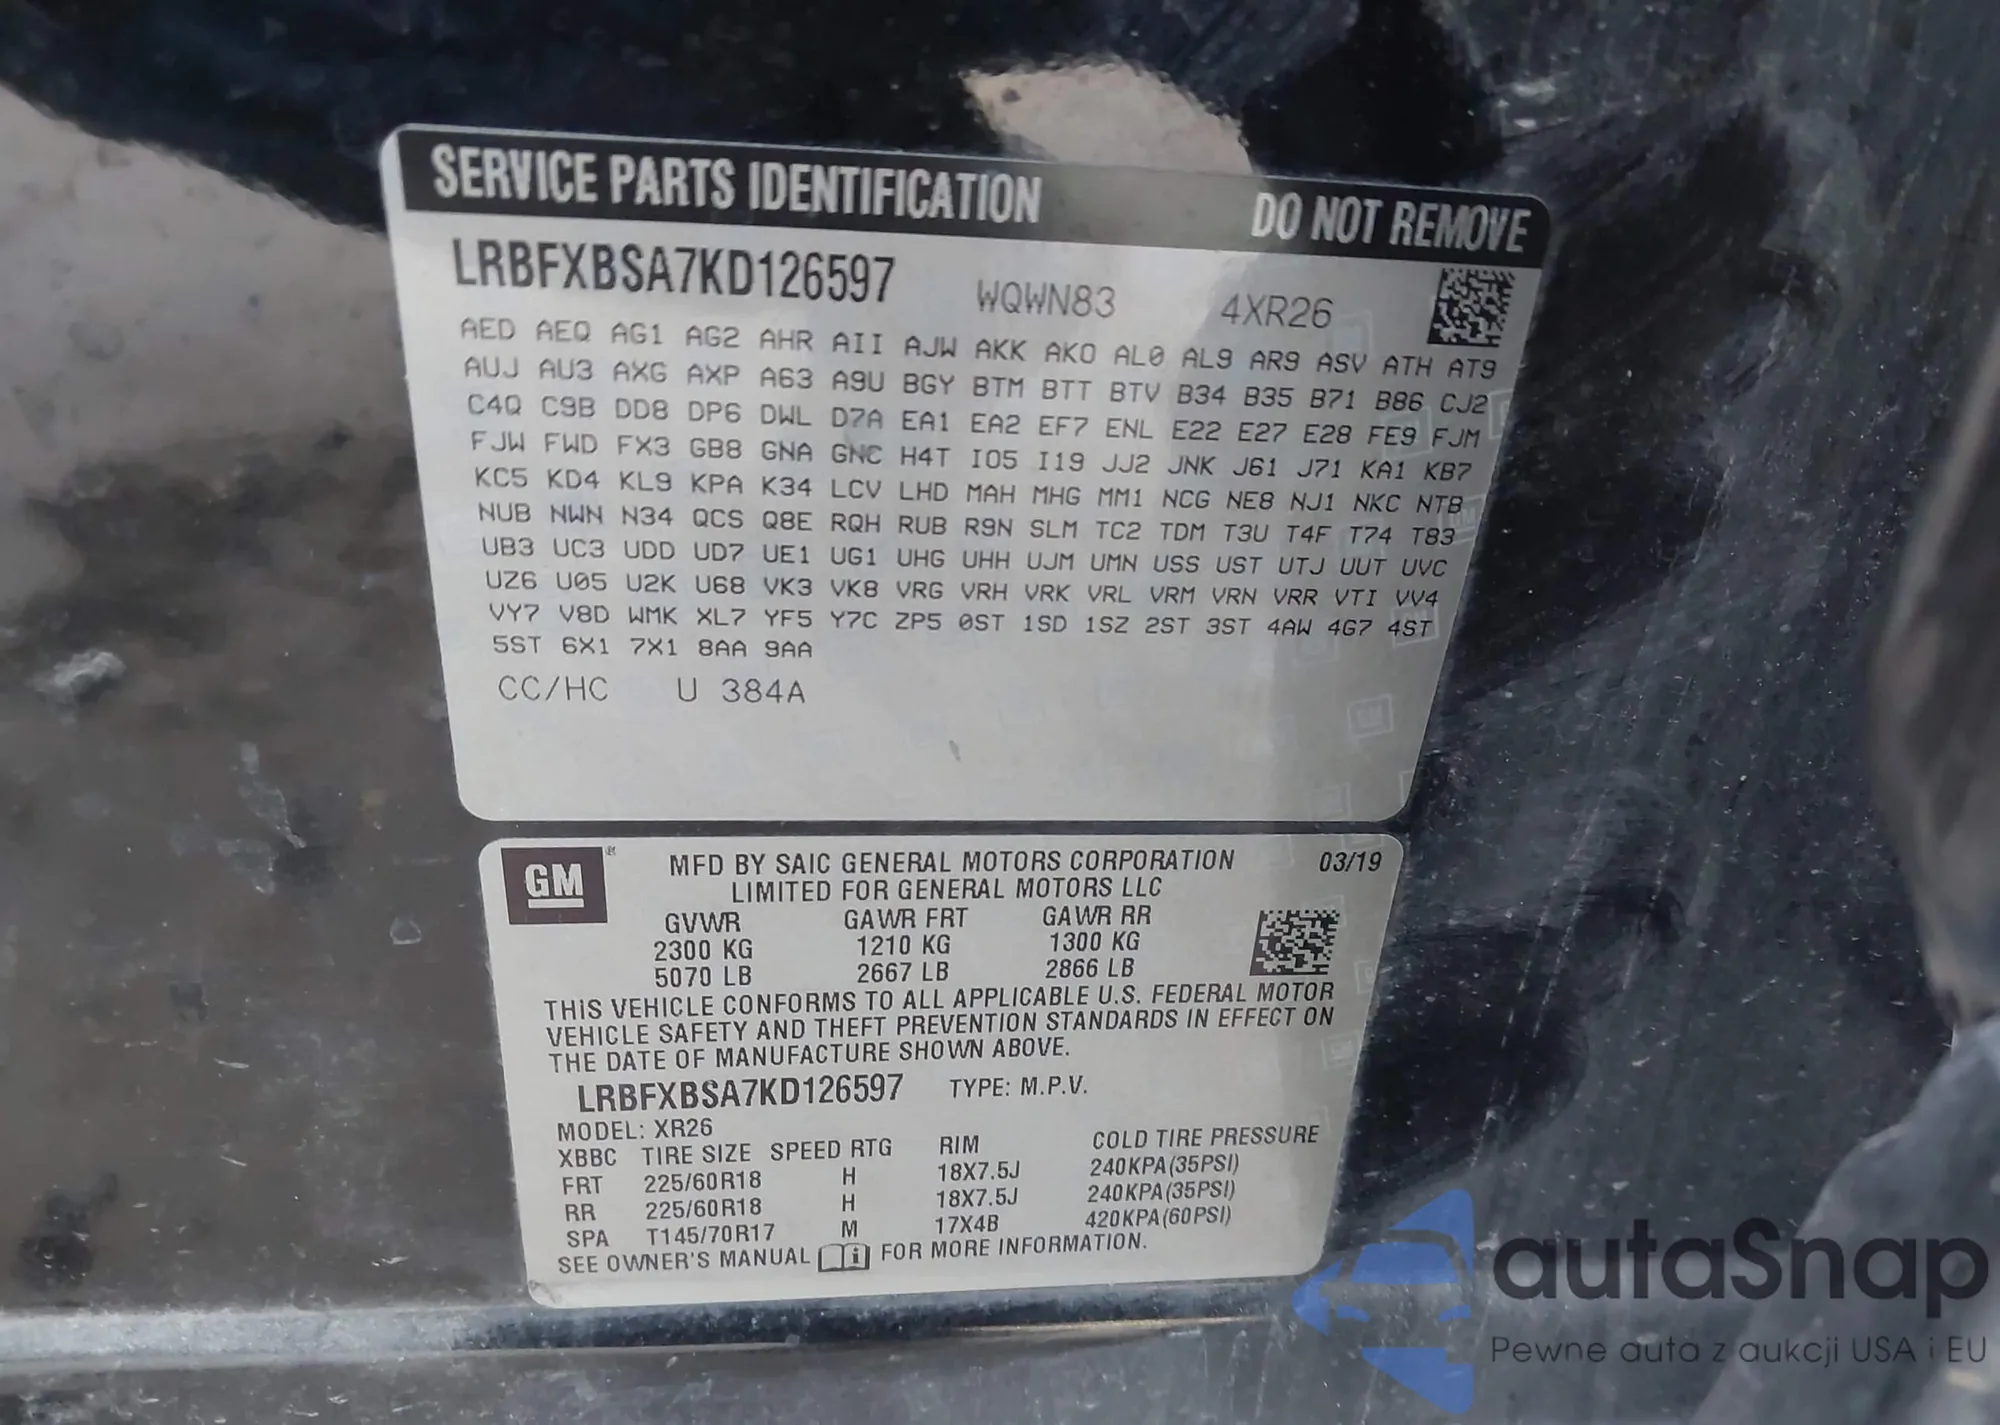 SERVICE PARTS IDENTIFICATION DO NOT REMOVE
LRBFXBSA7KD126597 WQWN83 4XR26
AED AEQ AG1 AG2 AHR AII AJW AKK AKO AL0 AL9 AR9 ASV ATH AT9
AUJ AU3 AXG AXP A63 A9U BGY BTM BTT BTV B34 B35 B71 B86 CJ2
C4Q C9B DD8 DP6 DWL D7A EA1 EA2 EF7 ENL E22 E27 E28 FE9 FJM
FJW FWD FX3 GB8 GNA GNC H4T IO5 I19 JJ2 JNK J61 J71 KA1 KB7
KC5 KD4 KL9 KPA K34 LCV LHD MAH MHG MM1 NCG NE8 NJ1 NKC NTB
NUB NWN N34 QCS Q8E RQH RUB R9N SLM TC2 TDM T3U T4F T74 T83
UB3 UC3 UDD UD7 UE1 UG1 UHG UHH UJM UMN USS UST UTJ UUT UVC
UZ6 U05 U2K U68 VK3 VK8 VRG VRH VRK VRL VRM VRN VRR VTI VV4
VY7 V8D WMK XL7 YF5 Y7C ZP5 0ST 1SD 1SZ 2ST 3ST 4AW 4G7 4ST
5ST 6X1 7X1 8AA 9AA
CC/HC U 384A
GM® MFD BY SAIC GENERAL MOTORS CORPORATION 03/19
LIMITED FOR GENERAL MOTORS LLC
GVWR GAWR FRT GAWR RR
2300 KG 1210 KG 1300 KG
5070 LB 2667 LB 2866 LB
THIS VEHICLE CONFORMS TO ALL APPLICABLE U.S. FEDERAL MOTOR
VEHICLE SAFETY AND THEFT PREVENTION STANDARDS IN EFFECT ON
THE DATE OF MANUFACTURE SHOWN ABOVE.
LRBFXBSA7KD126597 TYPE: M.P.V.
MODEL: XR26
XBBC TIRE SIZE SPEED RTG RIM COLD TIRE PRESSURE
FRT 225/60R18 H 18X7.5J 240KPA(35PSI)
RR 225/60R18 H 18X7.5J 240KPA(35PSI)
SPA T145/70R17 M 17X4B 420KPA(60PSI)
SEE OWNER'S MANUAL i FOR MORE INFORMATION.
autaSnap
Pewne auta z aukcji USA i EU